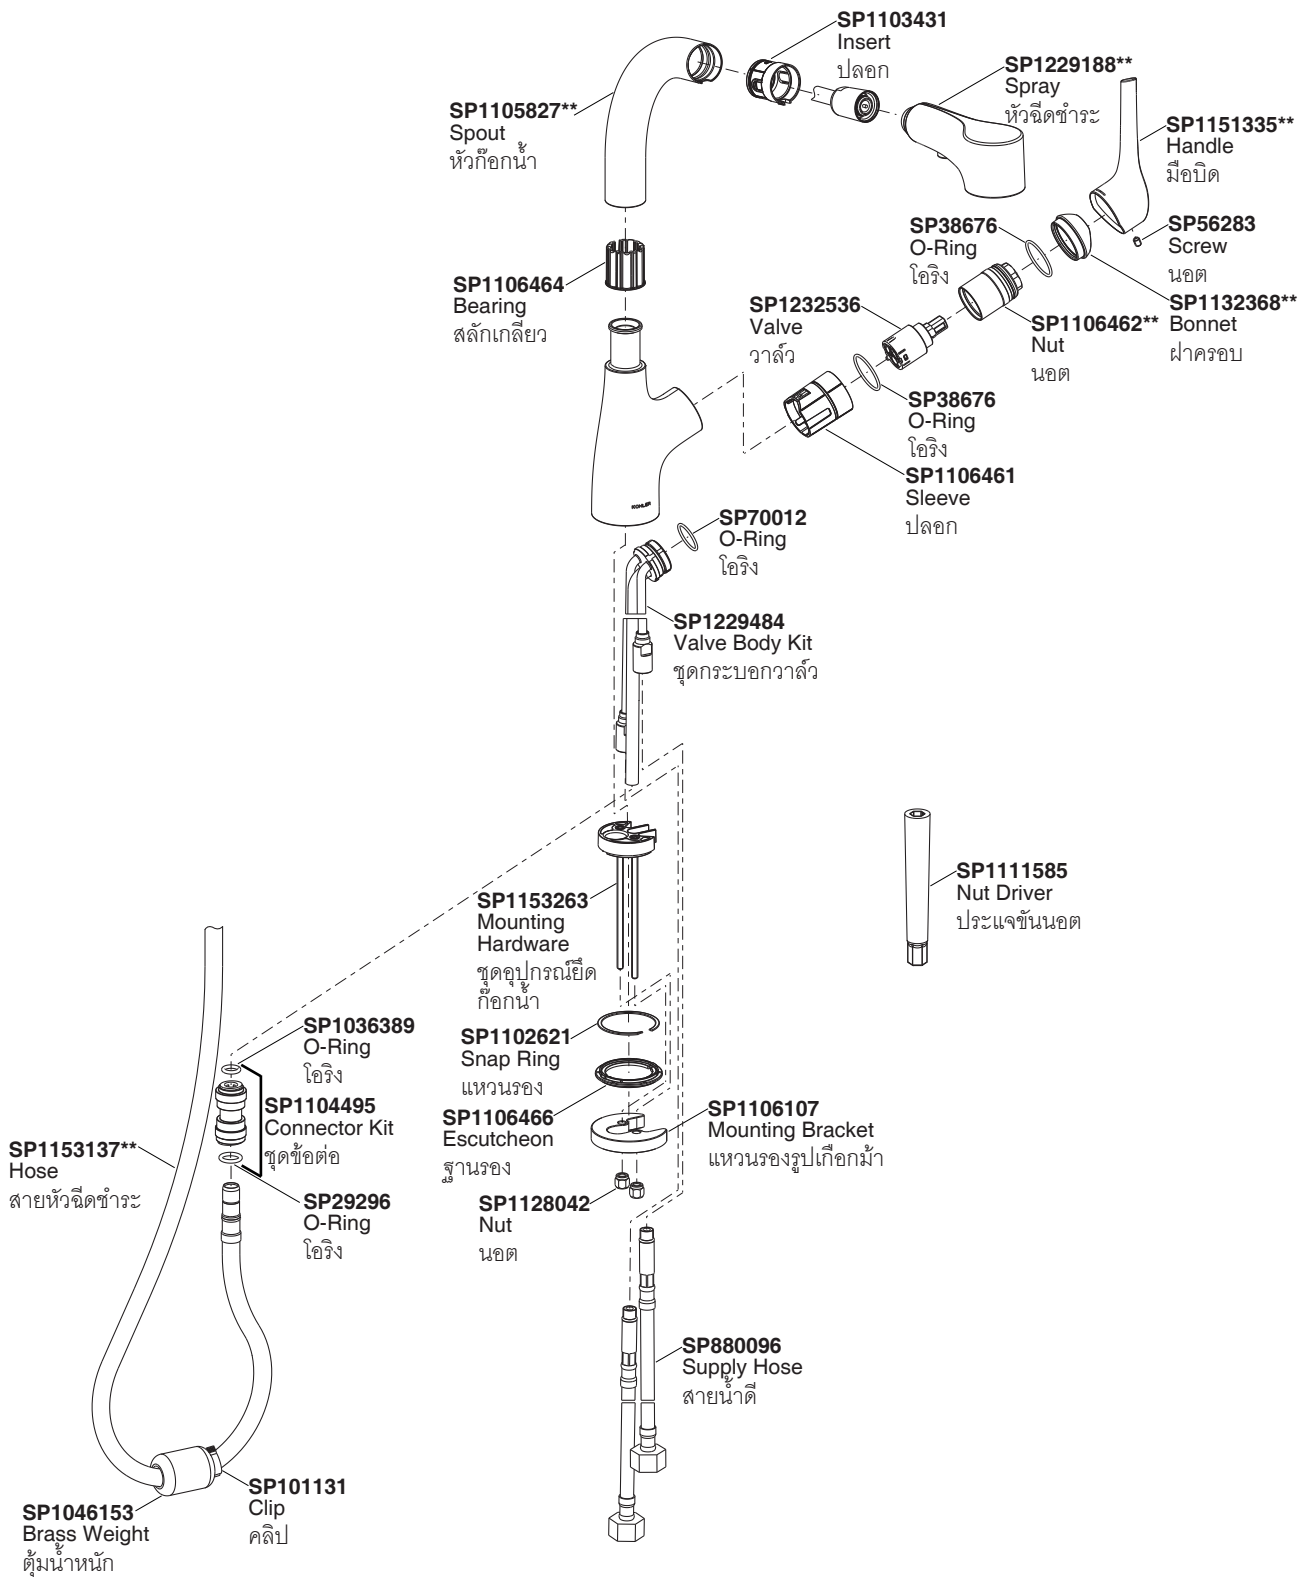 SP1103431
Insert
ปลอก
SP1229188**
Spray
หัวฉีดชำระ
SP1105827**
Spout
หัวก๊อกน้ำ
SP1151335**
Handle
มือบิด
SP38676
O-Ring
โอริง
SP56283
Screw
นอต
SP1106464
Bearing
สลักเกลียว
SP1232536
Valve
วาล์ว
SP1106462**
Nut
นอต
SP1132368**
Bonnet
ฝาครอบ
SP38676
O-Ring
โอริง
SP1106461
Sleeve
ปลอก
KOHLER
SP70012
O-Ring
โอริง
SP1229484
Valve Body Kit
ชุดกระบอกวาล์ว
SP1111585
Nut Driver
ประแจขันนอต
SP1153263
Mounting
Hardware
ชุดอุปกรณ์ยึด
ก๊อกน้ำ
SP1036389
O-Ring
โอริง
SP1102621
Snap Ring
แหวนรอง
SP1104495
Connector Kit
ชุดข้อต่อ
SP1106466
Escutcheon
ฐานรอง
SP1106107
Mounting Bracket
แหวนรองรูปเกือกม้า
SP1153137**
Hose
สายหัวฉีดชำระ
SP29296
O-Ring
โอริง
SP1128042
Nut
นอต
SP880096
Supply Hose
สายน้ำดี
SP101131
Clip
คลิป
SP1046153
Brass Weight
ตุ้มน้ำหนัก